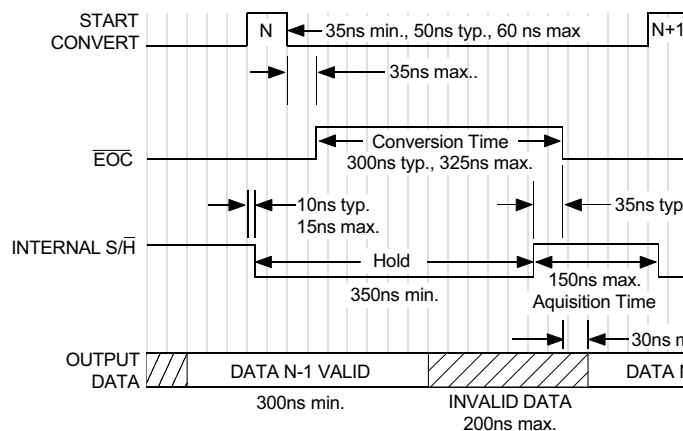 START
CONVERT
N
35ns min., 50ns typ., 60 ns max
N+1
35ns max..
EOC
Conversion Time
300ns typ., 325ns max.
10ns typ.
15ns max.
35ns typ
INTERNAL S/H
Hold
350ns min.
150ns max.
Aquisition Time
30ns m
OUTPUT
DATA
DATA N-1 VALID
DATA N
300ns min.
INVALID DATA
200ns max.